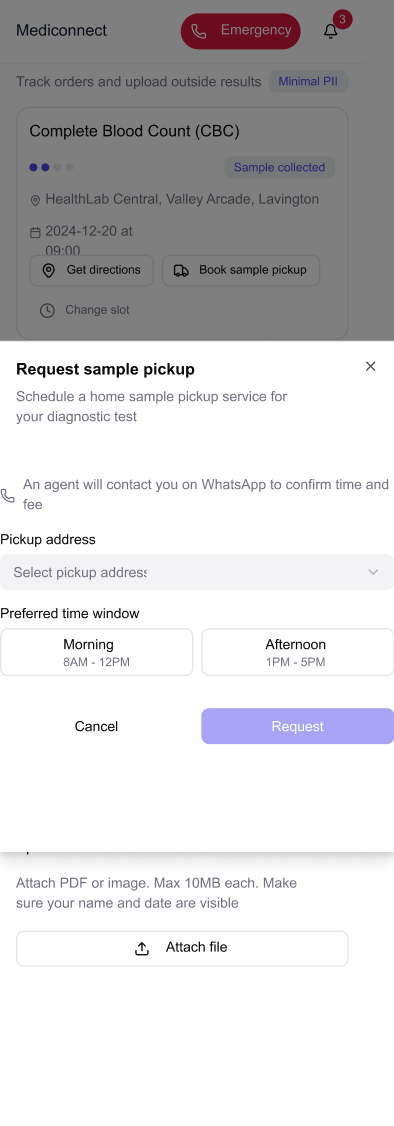 Mediconnect
Emergency
3
Track orders and upload outside results
Minimal PII
Complete Blood Count (CBC)
Sample collected
HealthLab Central, Valley Arcade, Lavington
2024-12-20 at
09:00
Get directions
Book sample pickup
Change slot
Request sample pickup
Schedule a home sample pickup service for
your diagnostic test
An agent will contact you on WhatsApp to confirm time and
fee
Pickup address
Select pickup address
Preferred time window
Morning
8AM - 12PM
Afternoon
1PM - 5PM
Cancel
Request
Attach PDF or image. Max 10MB each. Make
sure your name and date are visible
Attach file